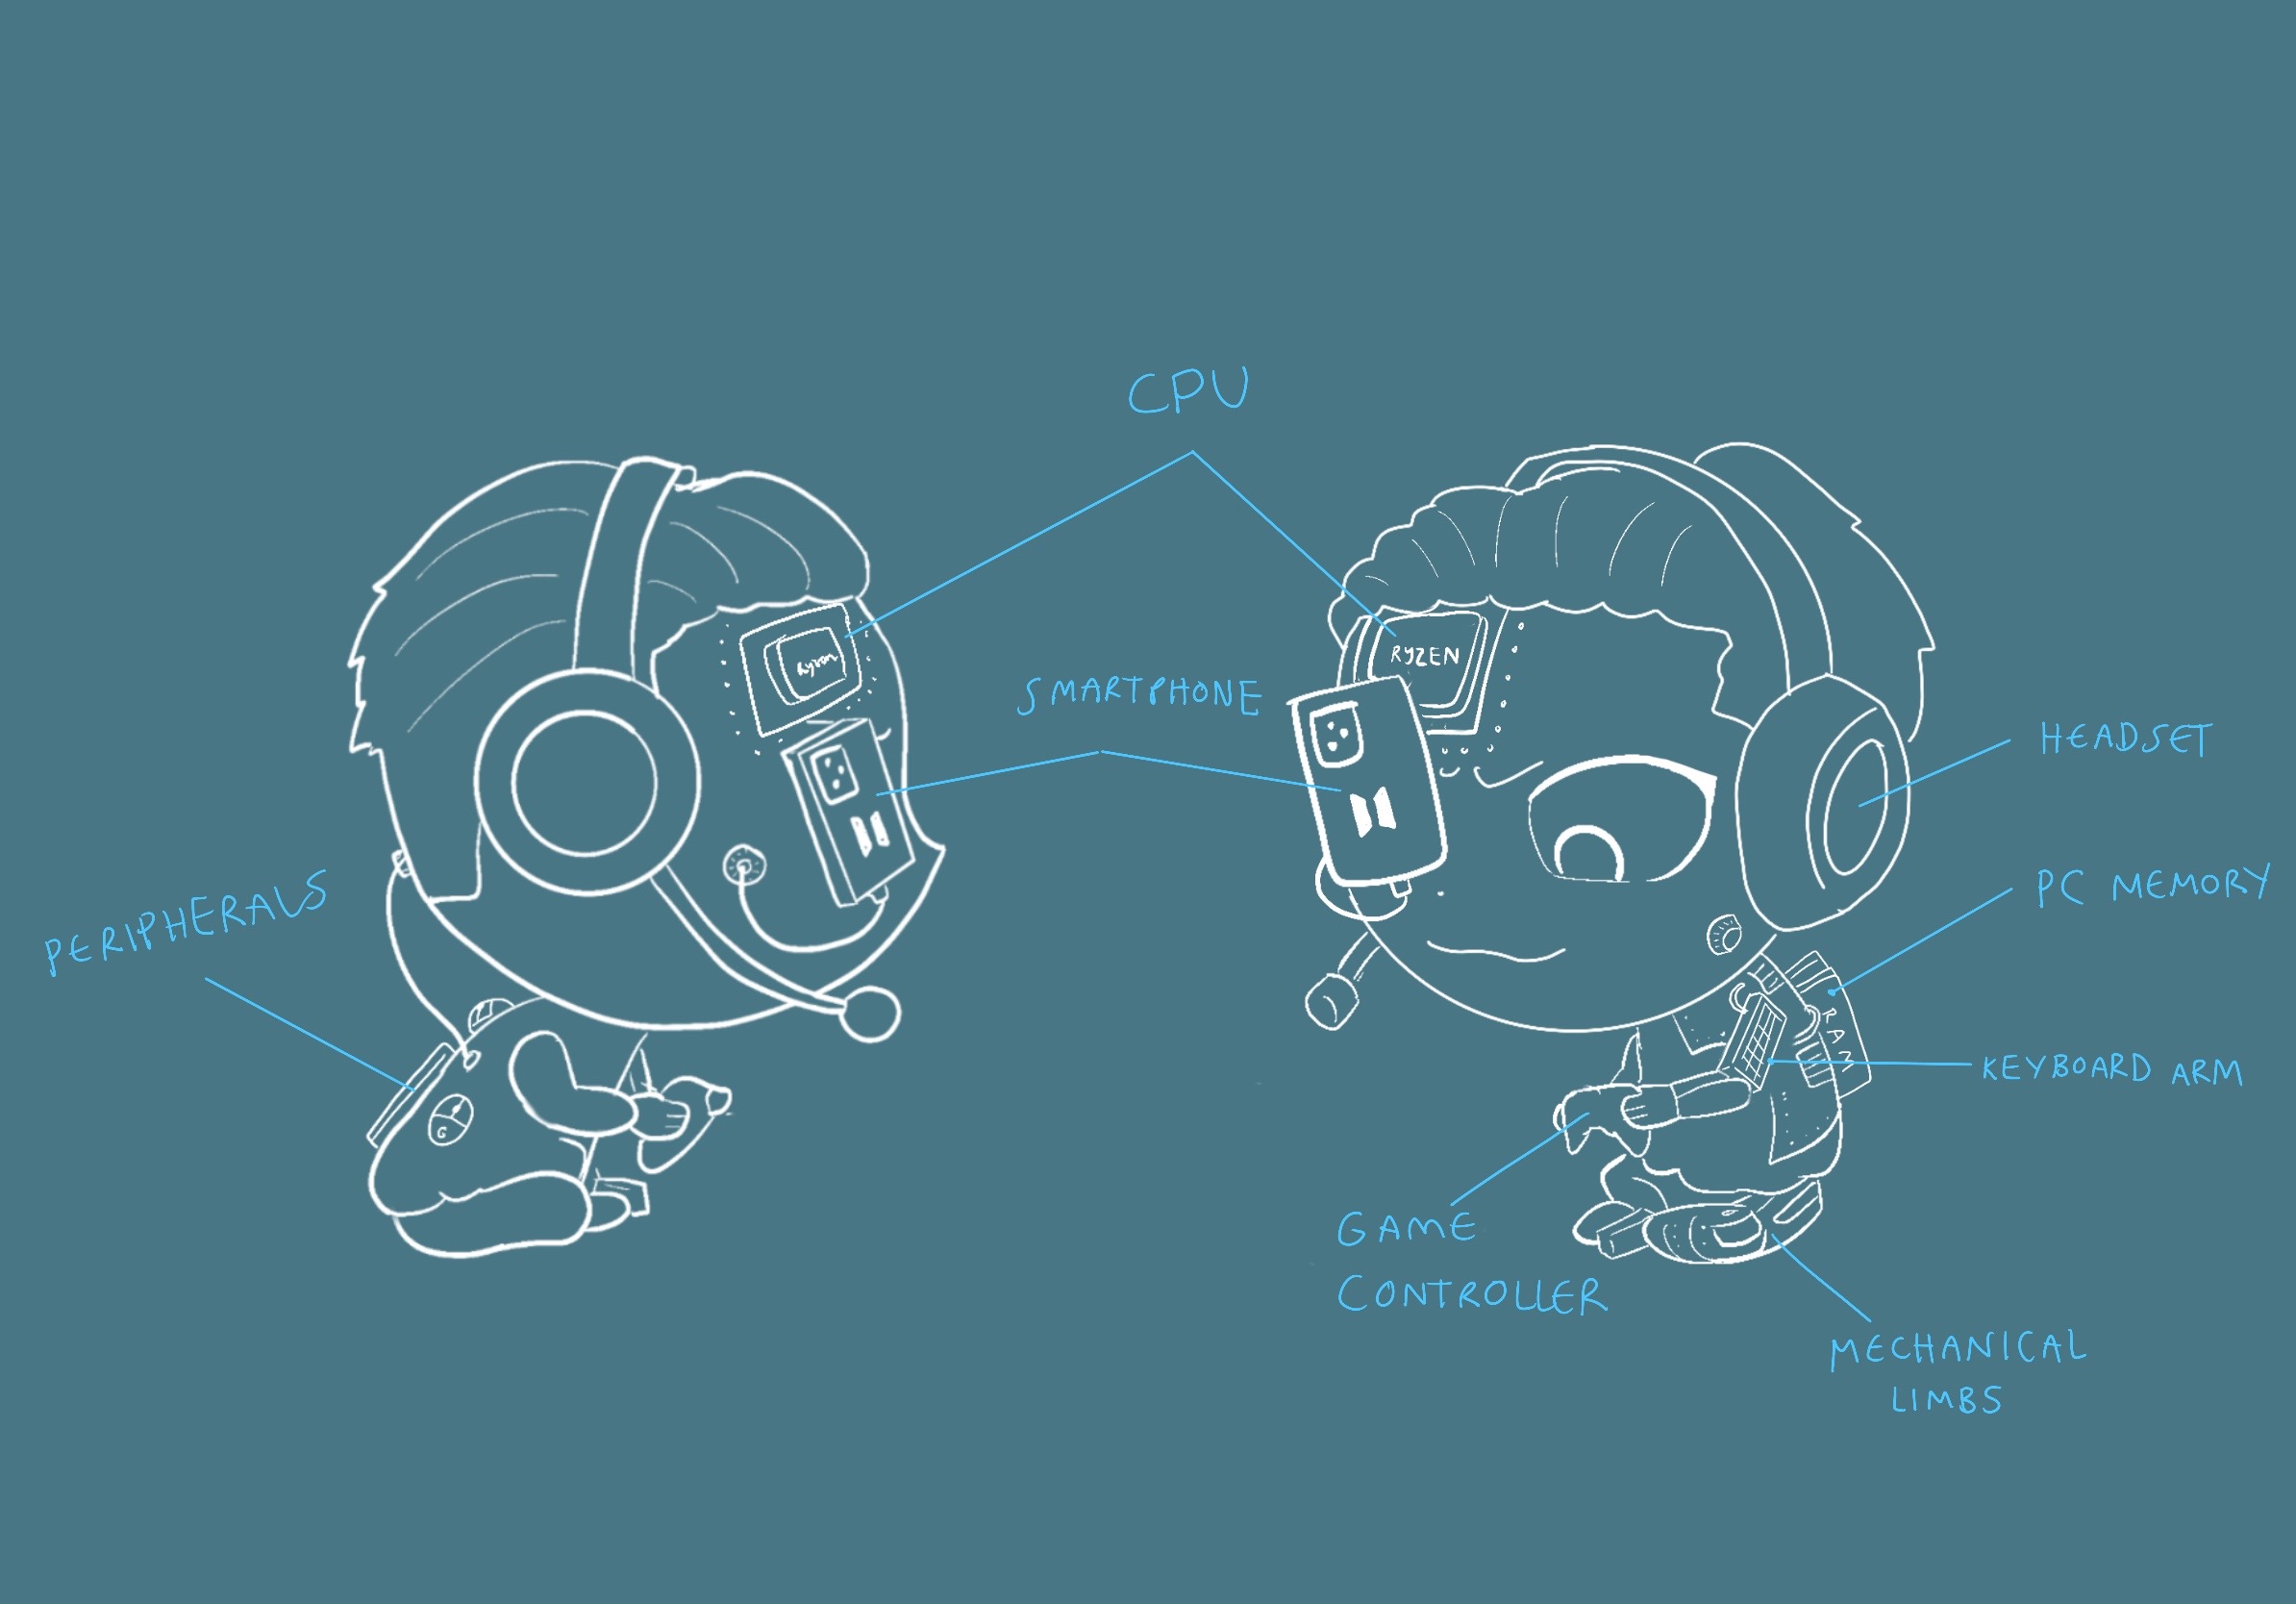 CPU
RYZEN
SMARTPHONE
HEADSET
PERIPHERALS
PC MEMORY
RAM
KEYBOARD ARM
G
GAME
CONTROLLER
MECHANICAL
LIMBS